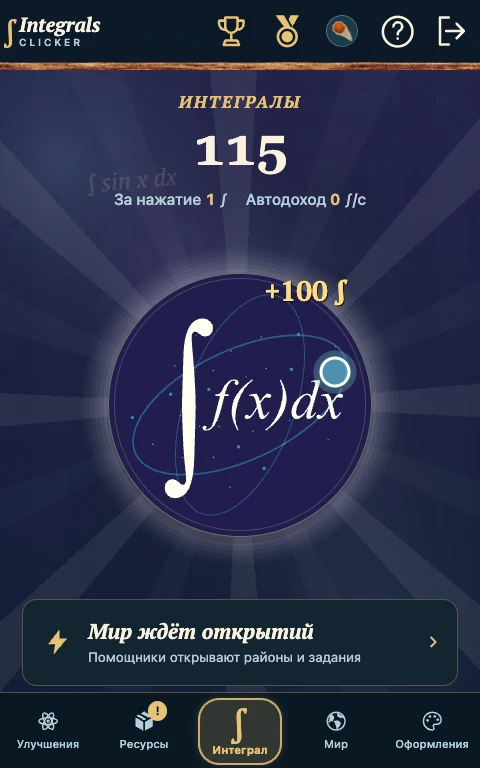 ∫ Integrals
CLICKER
ИНТЕГРАЛЫ
115
∫ sin x dx
За нажатие 1 ∫ Автодоход 0 ∫/с
+100 ∫
∫ f(x)dx
Мир ждёт открытий
Помощники открывают районы и задания
!
Улучшения
Ресурсы
∫
Интеграл
Мир
Оформления